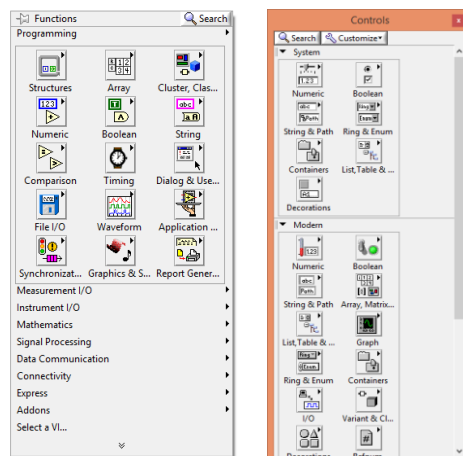 Functions
Search
Programming
Structures
Array
Cluster, Clas...
Numeric
Boolean
String
Comparison
Timing
Dialog & Use...
File I/O
Waveform
Application ...
Synchronizat...
Graphics & S...
Report Gener...
Measurement I/O
Instrument I/O
Mathematics
Signal Processing
Data Communication
Connectivity
Express
Addons
Select a VI...
Controls
Search
Customize
System
Numeric
Boolean
String & Path
Ring & Enum
Containers
List, Table & ...
Decorations
Modern
Numeric
Boolean
String & Path
Array, Matrix...
List, Table & ...
Graph
Ring & Enum
Containers
I/O
Variant & Cl...
Decorations
Refnum